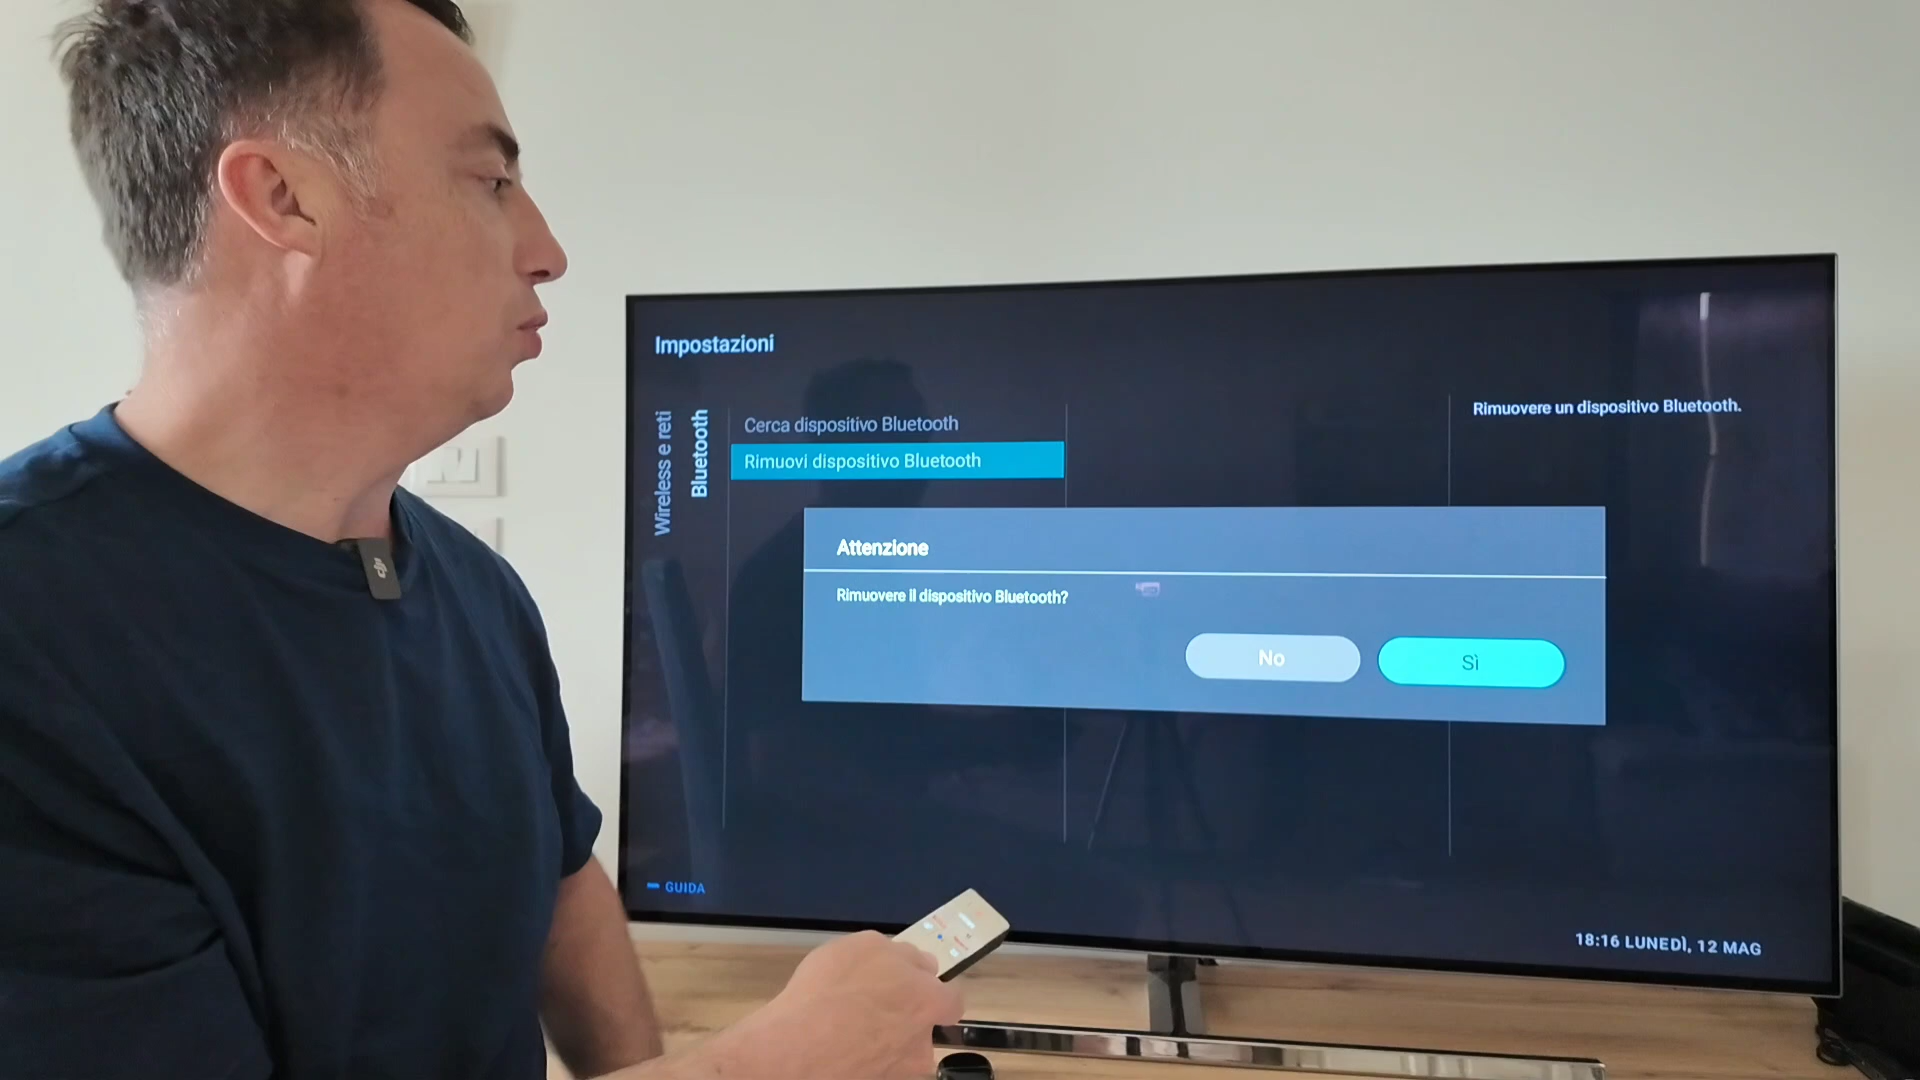 Impostazioni
Wireless e reti
Bluetooth
Cerca dispositivo Bluetooth
Rimuovi dispositivo Bluetooth
Rimuovere un dispositivo Bluetooth.
Attenzione
Rimuovere il dispositivo Bluetooth?
No
Sì
GUIDA
18:16 LUNEDÌ, 12 MAG
dji